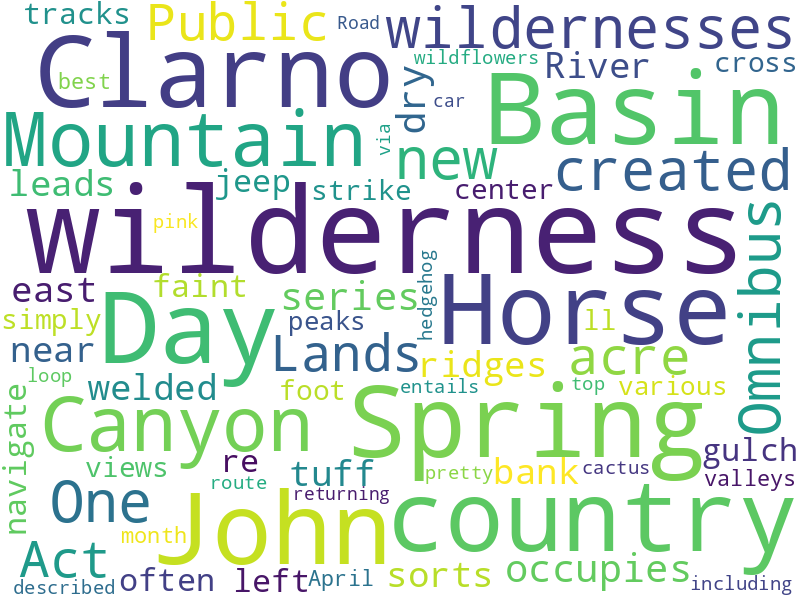 tracks Public Road wildernesses
Clarno wildflowers River cross
best car dry Basin
Mountain via new created
leads jeep strike center
wilderness
pink
east faint series hedgehog Horse Omnibus
simply Day peaks ll
near Lands ridges acre
loop welded foot entails top various
navigate Canyon Spring gulch
views re tuff bank cactus valleys
route pretty
One John returning country
month
Act often left April sorts occupies
described including